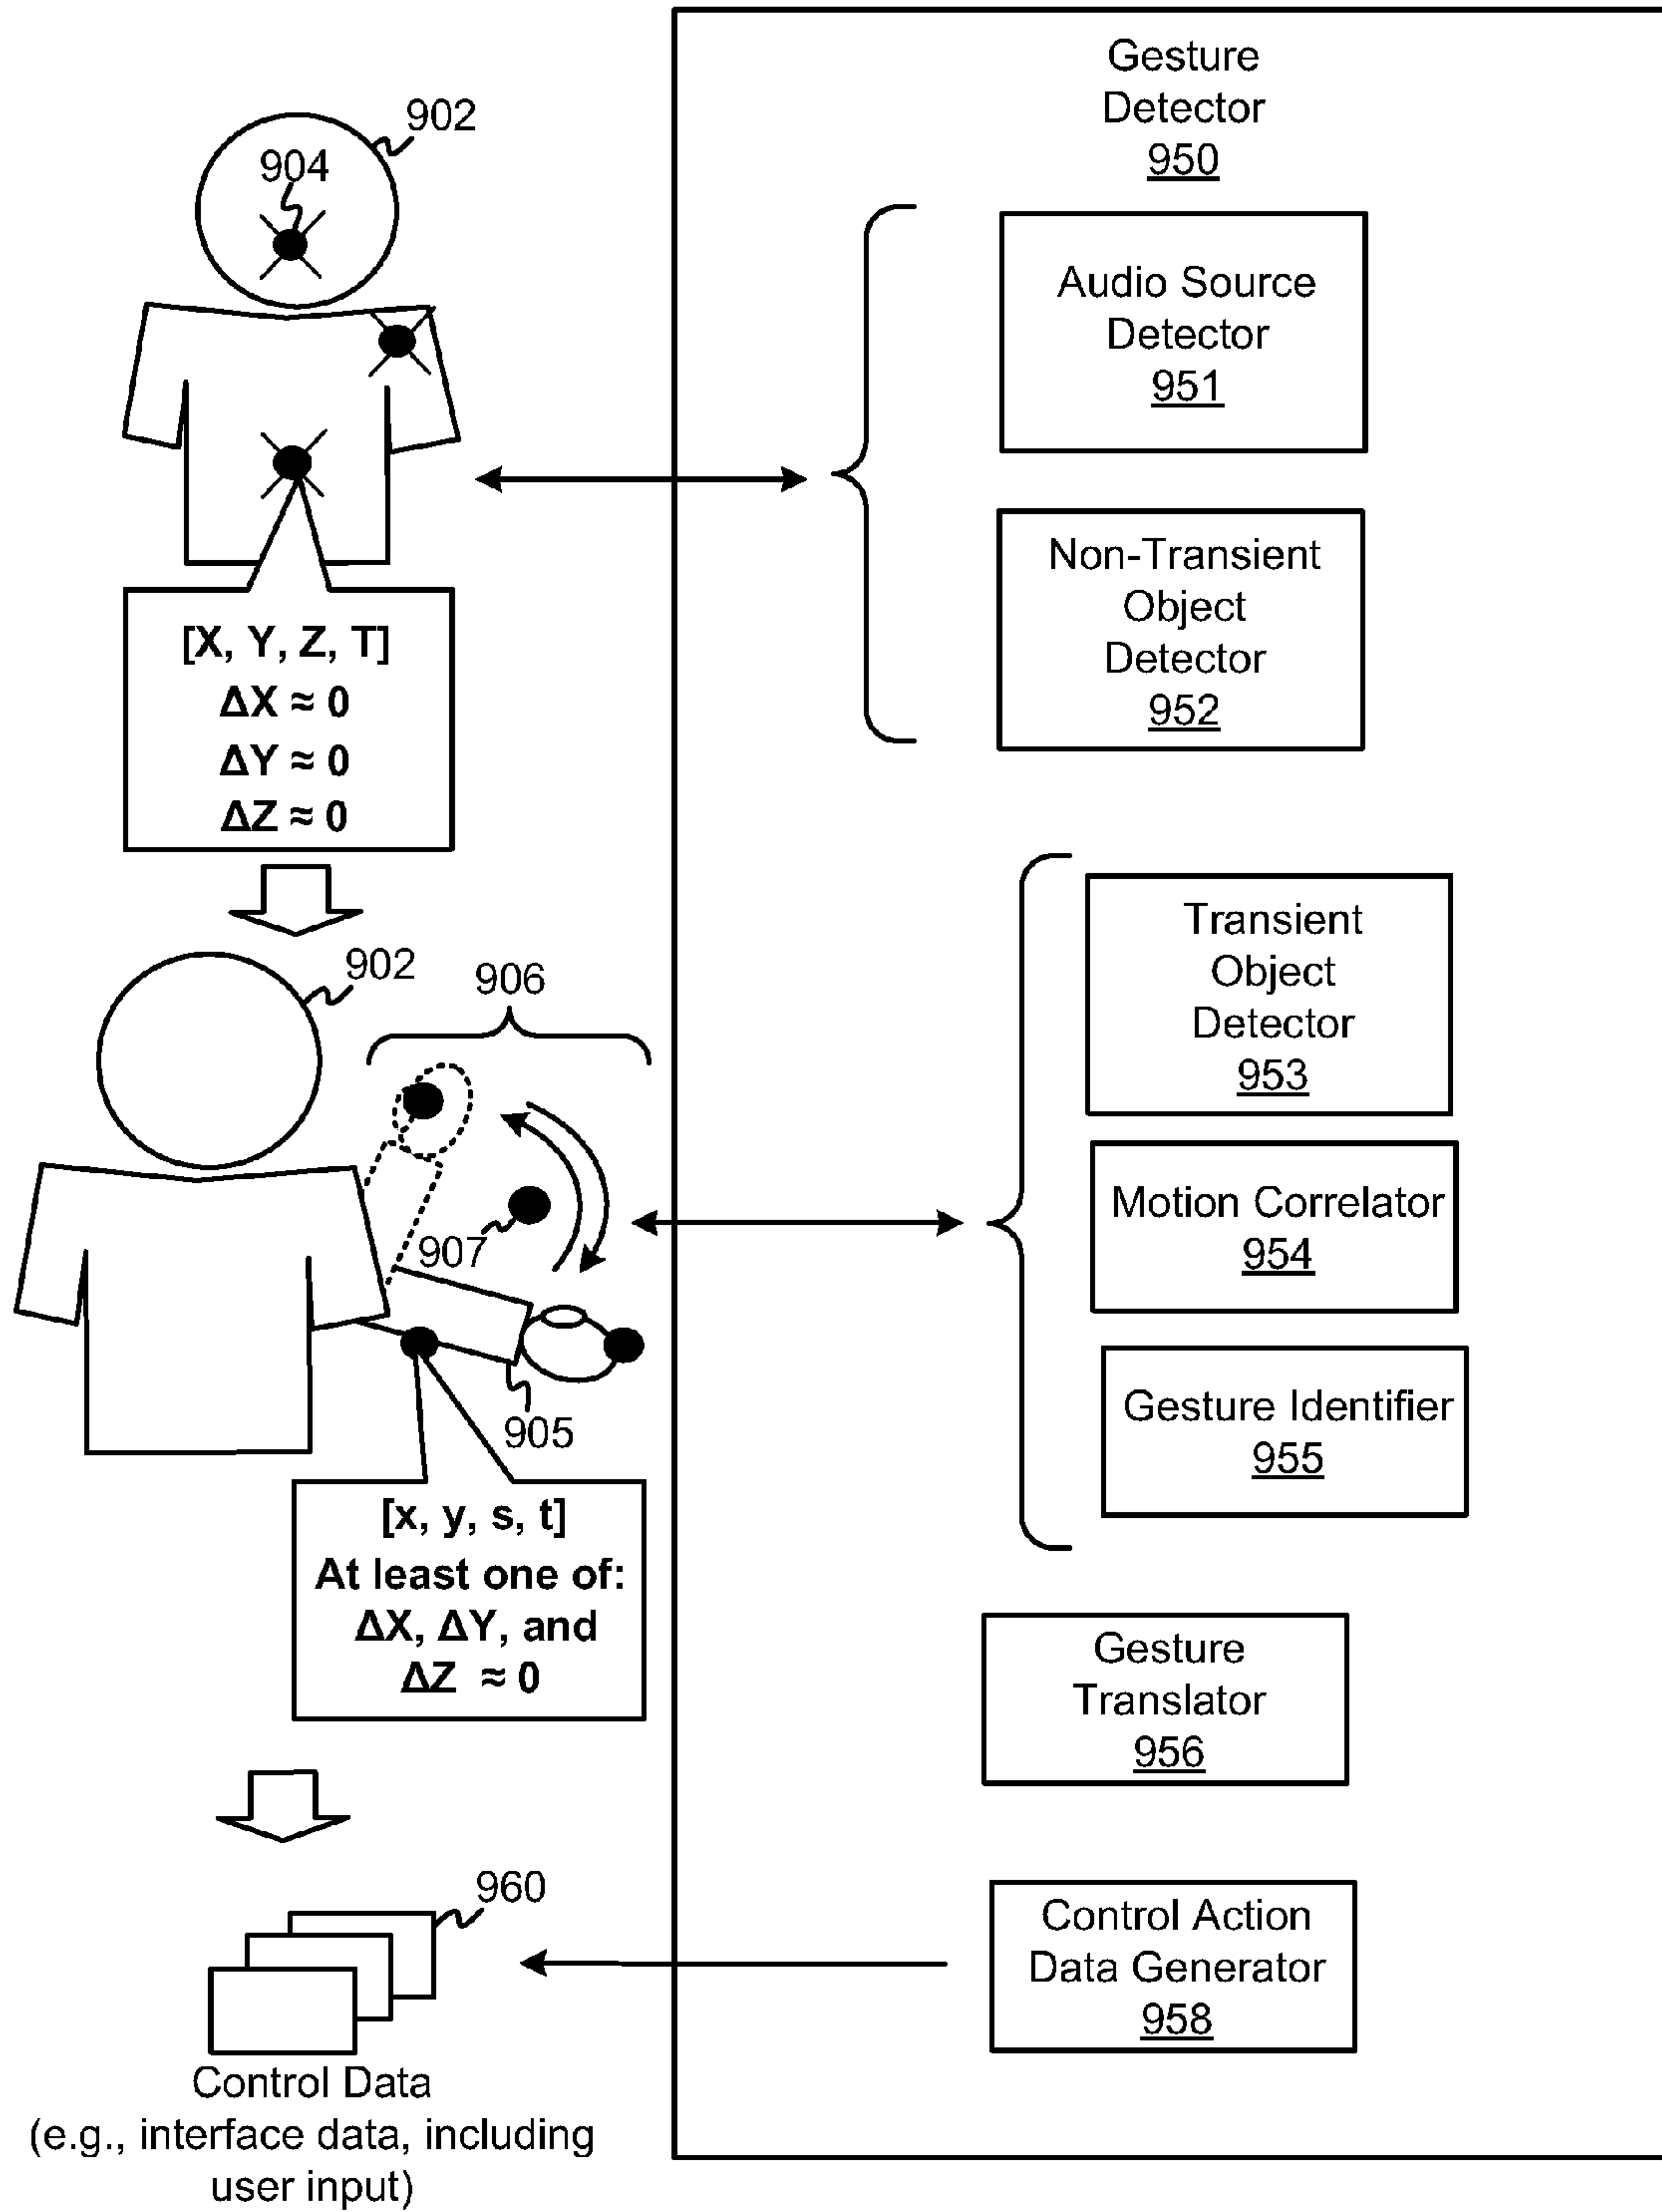 902
904
[X, Y, Z, T]
ΔX ≈ 0
ΔY ≈ 0
ΔZ ≈ 0
902
906
907
905
[x, y, s, t]
At least one of:
ΔX, ΔY, and
ΔZ ≈ 0
960
Control Data
(e.g., interface data, including
user input)
Gesture
Detector
950
Audio Source
Detector
951
Non-Transient
Object
Detector
952
Transient
Object
Detector
953
Motion Correlator
954
Gesture Identifier
955
Gesture
Translator
956
Control Action
Data Generator
958